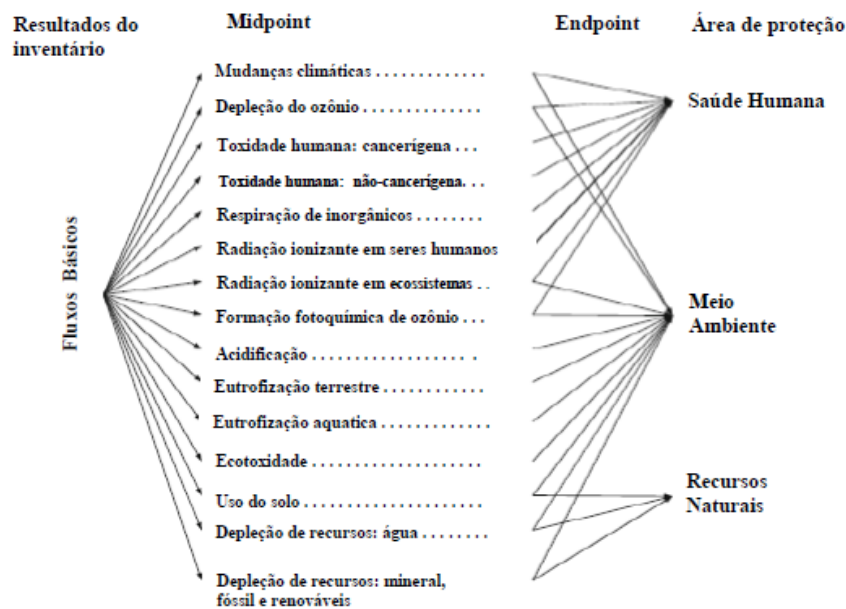 Resultados do
inventário
Midpoint
Endpoint
Área de proteção
Mudanças climáticas . . . . . . . . . . . . .
Depleção do ozônio . . . . . . . . . . . . . .
Toxidade humana: cancerígena . . .
Toxidade humana: não-cancerígena. . .
Respiração de inorgânicos . . . . . . . .
Radiação ionizante em seres humanos
Radiação ionizante em ecossistemas . .
Formação fotoquímica de ozônio . . .
Acidificação . . . . . . . . . . . . . . . . . . .
Eutrofização terrestre . . . . . . . . . . . .
Eutrofização aquatica . . . . . . . . . . . . .
Ecotoxidade . . . . . . . . . . . . . . . . . . . .
Uso do solo . . . . . . . . . . . . . . . . . . . . .
Depleção de recursos: água . . . . . . . .
Depleção de recursos: mineral,
fóssil e renováveis
Fluxos Básicos
Saúde Humana
Meio
Ambiente
Recursos
Naturais